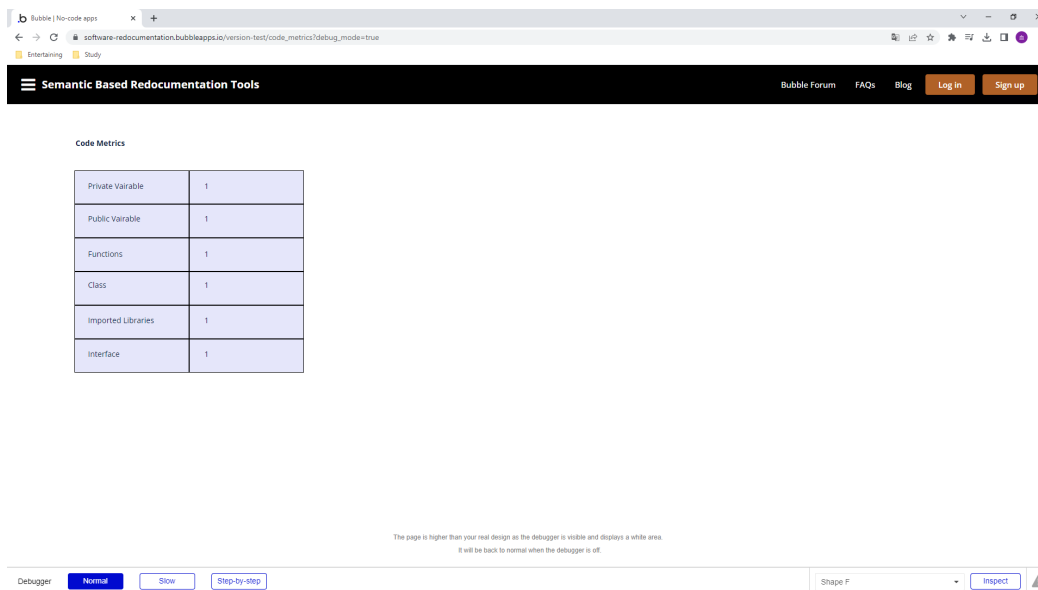 Bubble | No-code apps
software-redocumentation.bubbleapps.io/version-test/code_metrics?debug_mode=true
Entertaining Study
Semantic Based Redocumentation Tools Bubble Forum FAQs Blog Log in Sign up
Code Metrics
Private Vairable 1
Public Vairable 1
Functions 1
Class 1
Imported Libraries 1
Interface 1
The page is higher than your real design as the debugger is visible and displays a white area.
It will be back to normal when the debugger is off.
Debugger Normal Slow Step-by-step Shape F Inspect